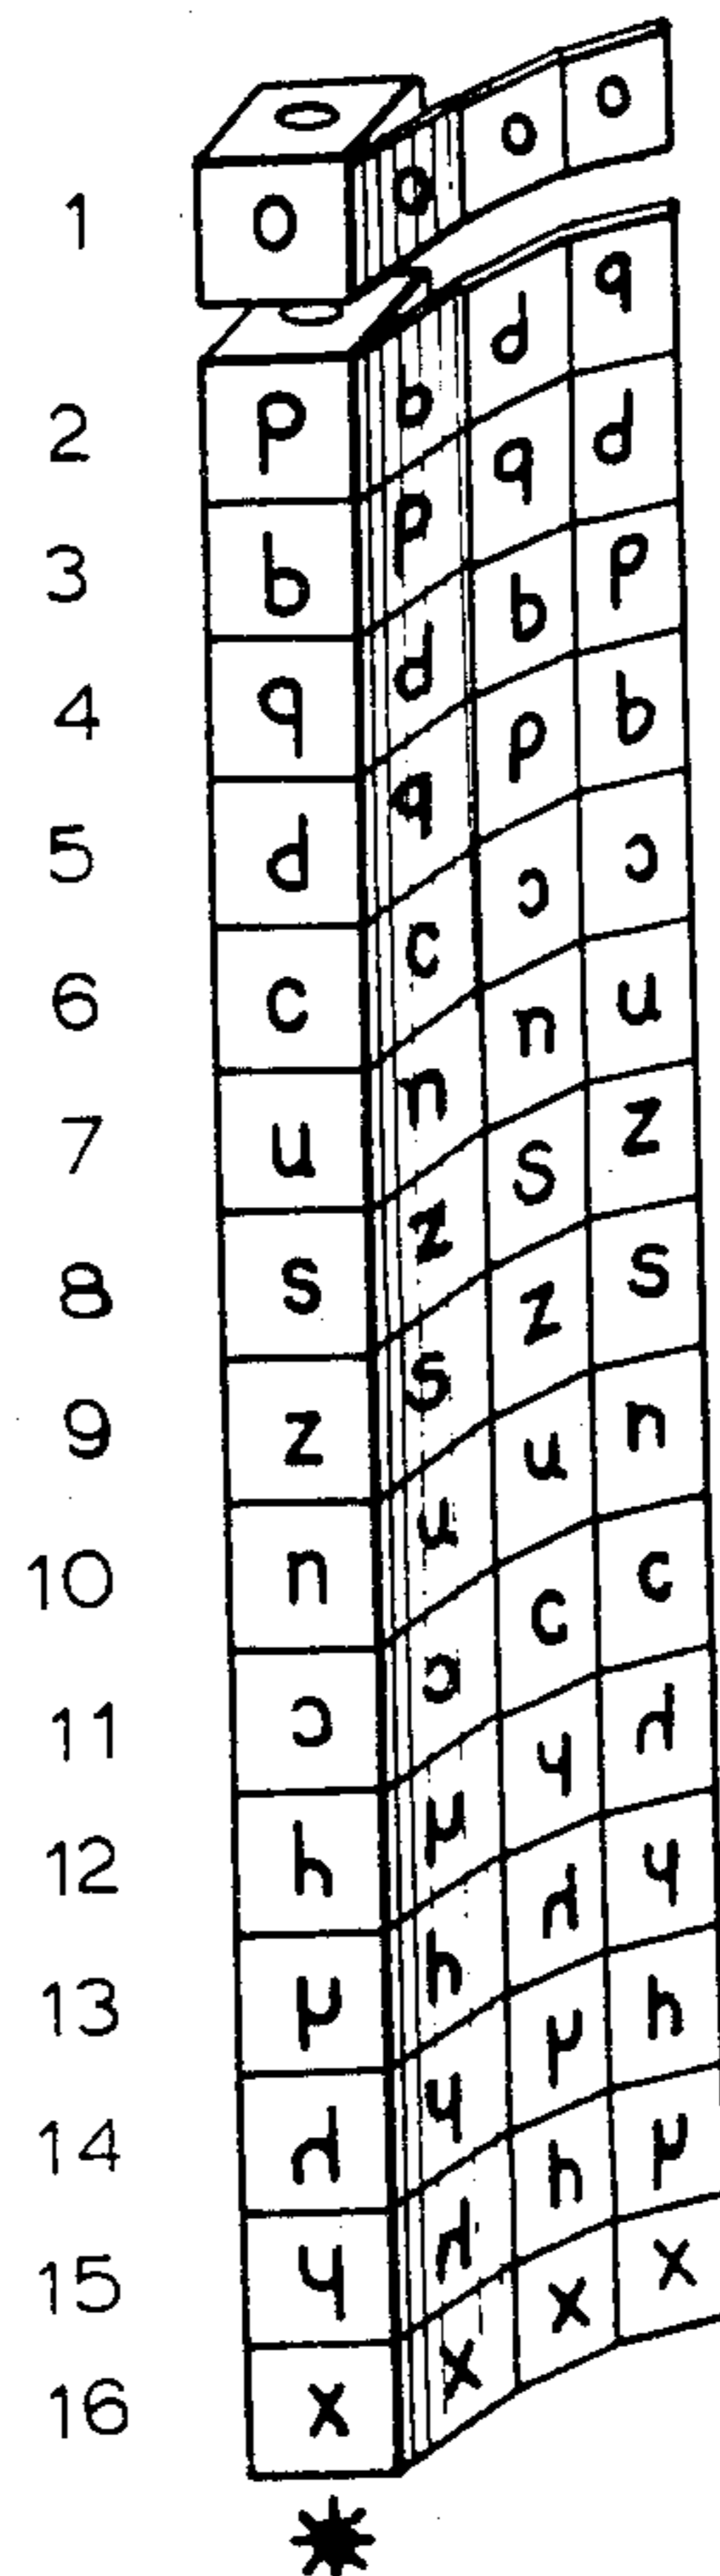 1 o o o o
2 p b d q
3 b p q d
4 q d b p
5 d q p b
6 c c ɔ ɔ
7 u n n u
8 s z s z
9 z s z s
10 n u u n
11 ɔ ɔ c c
12 h µ ɥ ᖹ
13 µ h ᖹ ɥ
14 ᖹ ɥ µ h
15 ɥ ᖹ h µ
16 x x x x